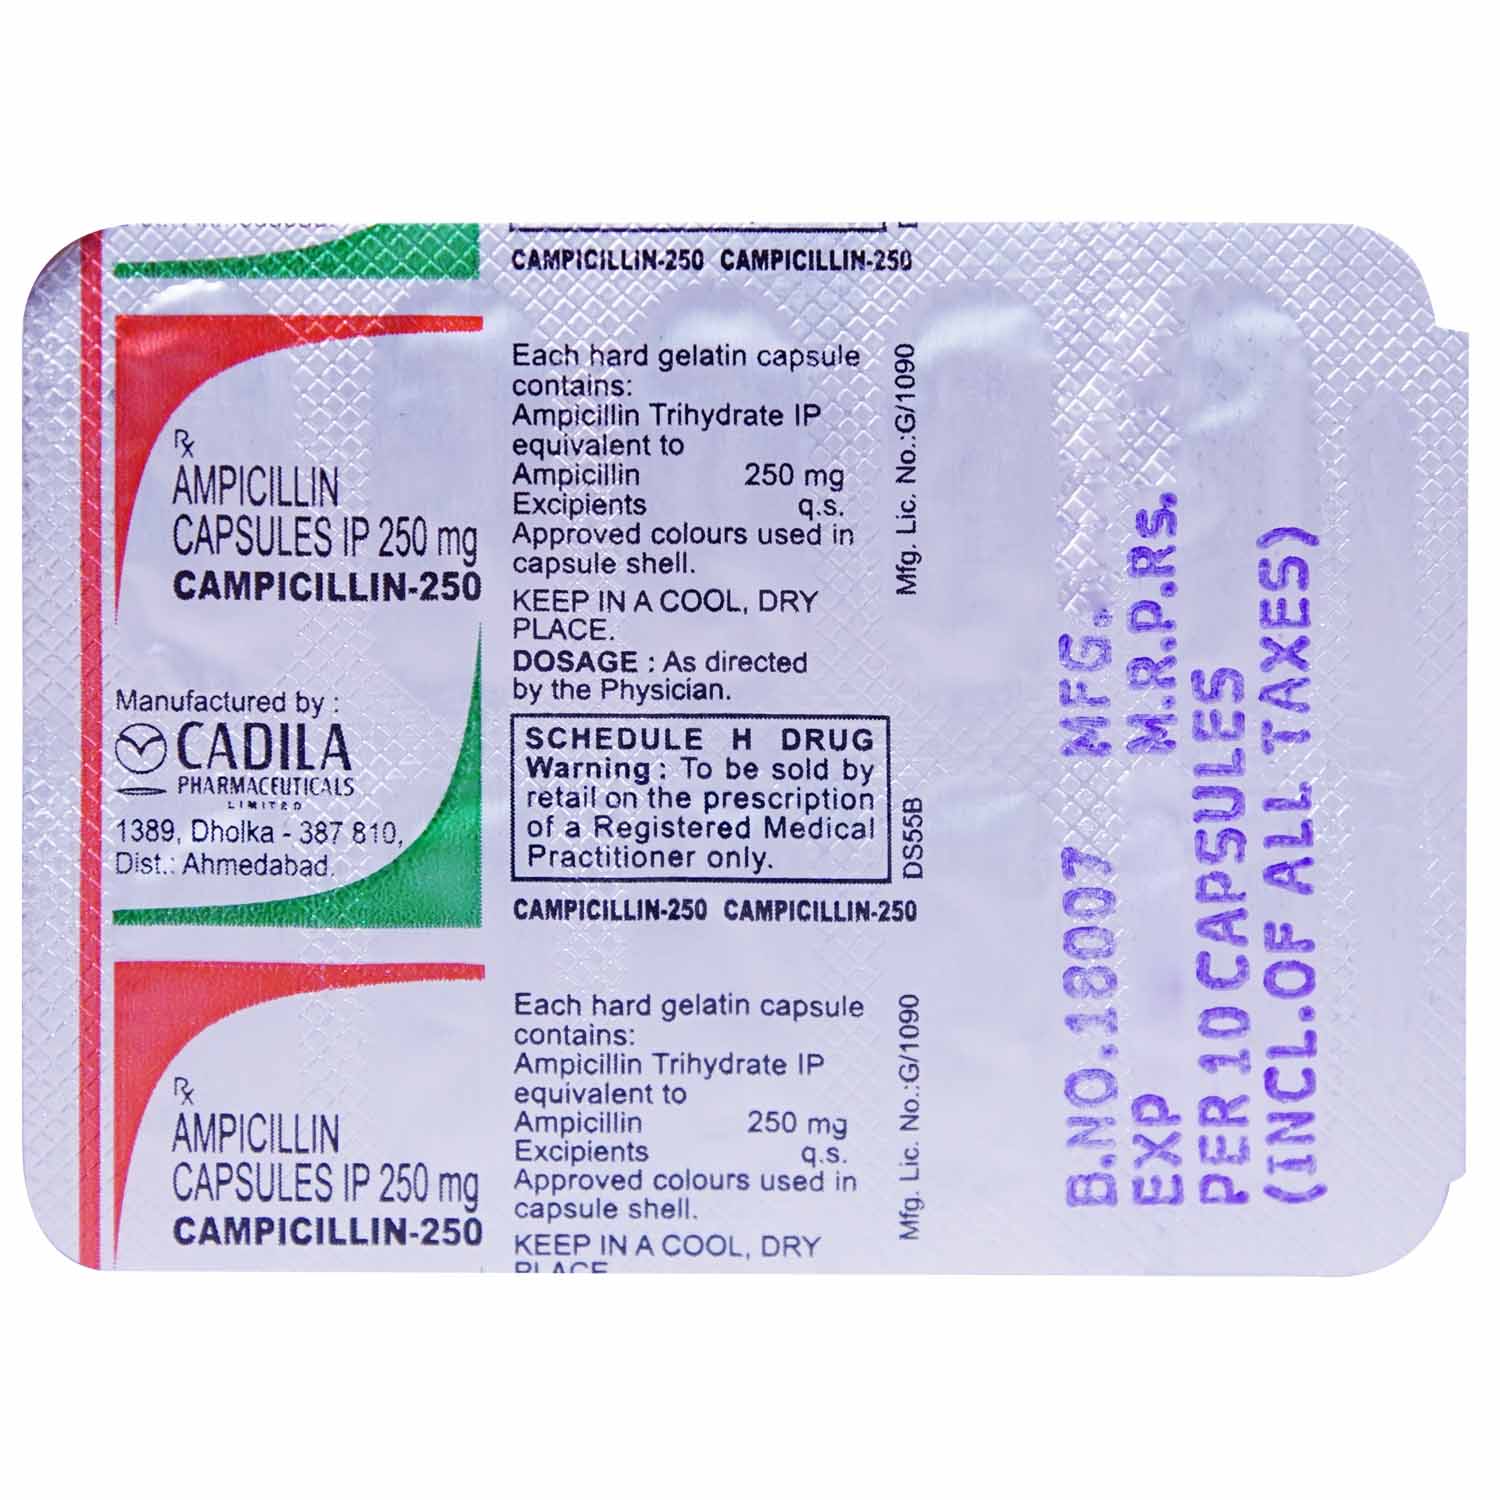 CAMPICILLIN-250 CAMPICILLIN-250
Rx
AMPICILLIN
CAPSULES IP 250 mg
CAMPICILLIN-250
Manufactured by :
CADILA
PHARMACEUTICALS
LIMITED
1389, Dholka - 387 810,
Dist.: Ahmedabad.
Each hard gelatin capsule
contains:
Ampicillin Trihydrate IP
equivalent to
Ampicillin 250 mg
Excipients q.s.
Approved colours used in
capsule shell.
KEEP IN A COOL, DRY
PLACE.
DOSAGE : As directed
by the Physician.
SCHEDULE H DRUG
Warning : To be sold by
retail on the prescription
of a Registered Medical
Practitioner only.
Mfg. Lic. No.:G/1090
DS55B
CAMPICILLIN-250 CAMPICILLIN-250
Rx
AMPICILLIN
CAPSULES IP 250 mg
CAMPICILLIN-250
Each hard gelatin capsule
contains:
Ampicillin Trihydrate IP
equivalent to
Ampicillin 250 mg
Excipients q.s.
Approved colours used in
capsule shell.
KEEP IN A COOL, DRY
PLACE
Mfg. Lic. No.:G/1090
B.NO.18007 MFG.
EXP M.R.P.Rs.
PER 10 CAPSULES
(INCL.OF ALL TAXES)